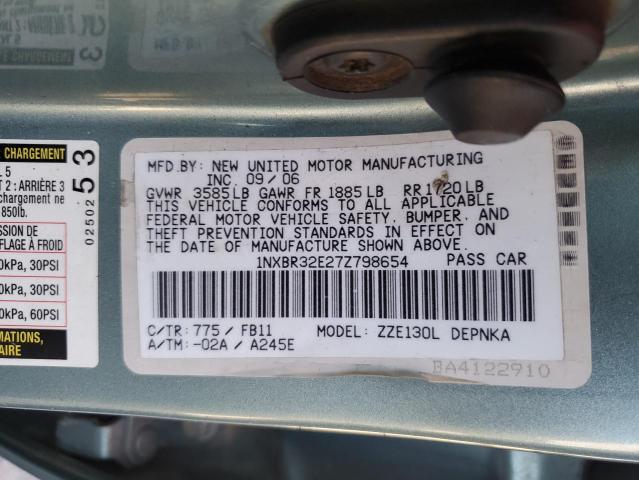 CHARGEMENT
L 5
T 2 : ARRIÈRE 3
chargement ne
850lb.
53
02502
NSION DE
FLAGE À FROID
0kPa, 30PSI
0kPa, 30PSI
0kPa, 60PSI
MATIONS,
AIRE
MFD.BY: NEW UNITED MOTOR MANUFACTURING
INC. 09/06
GVWR 3585LB GAWR FR 1885LB RR1720LB
THIS VEHICLE CONFORMS TO ALL APPLICABLE
FEDERAL MOTOR VEHICLE SAFETY, BUMPER, AND
THEFT PREVENTION STANDARDS IN EFFECT ON
THE DATE OF MANUFACTURE SHOWN ABOVE.
1NXBR32E27Z798654 PASS CAR
C/TR: 775/FB11 MODEL: ZZE130L DEPNKA
A/TM: -02A/A245E
BA4122910